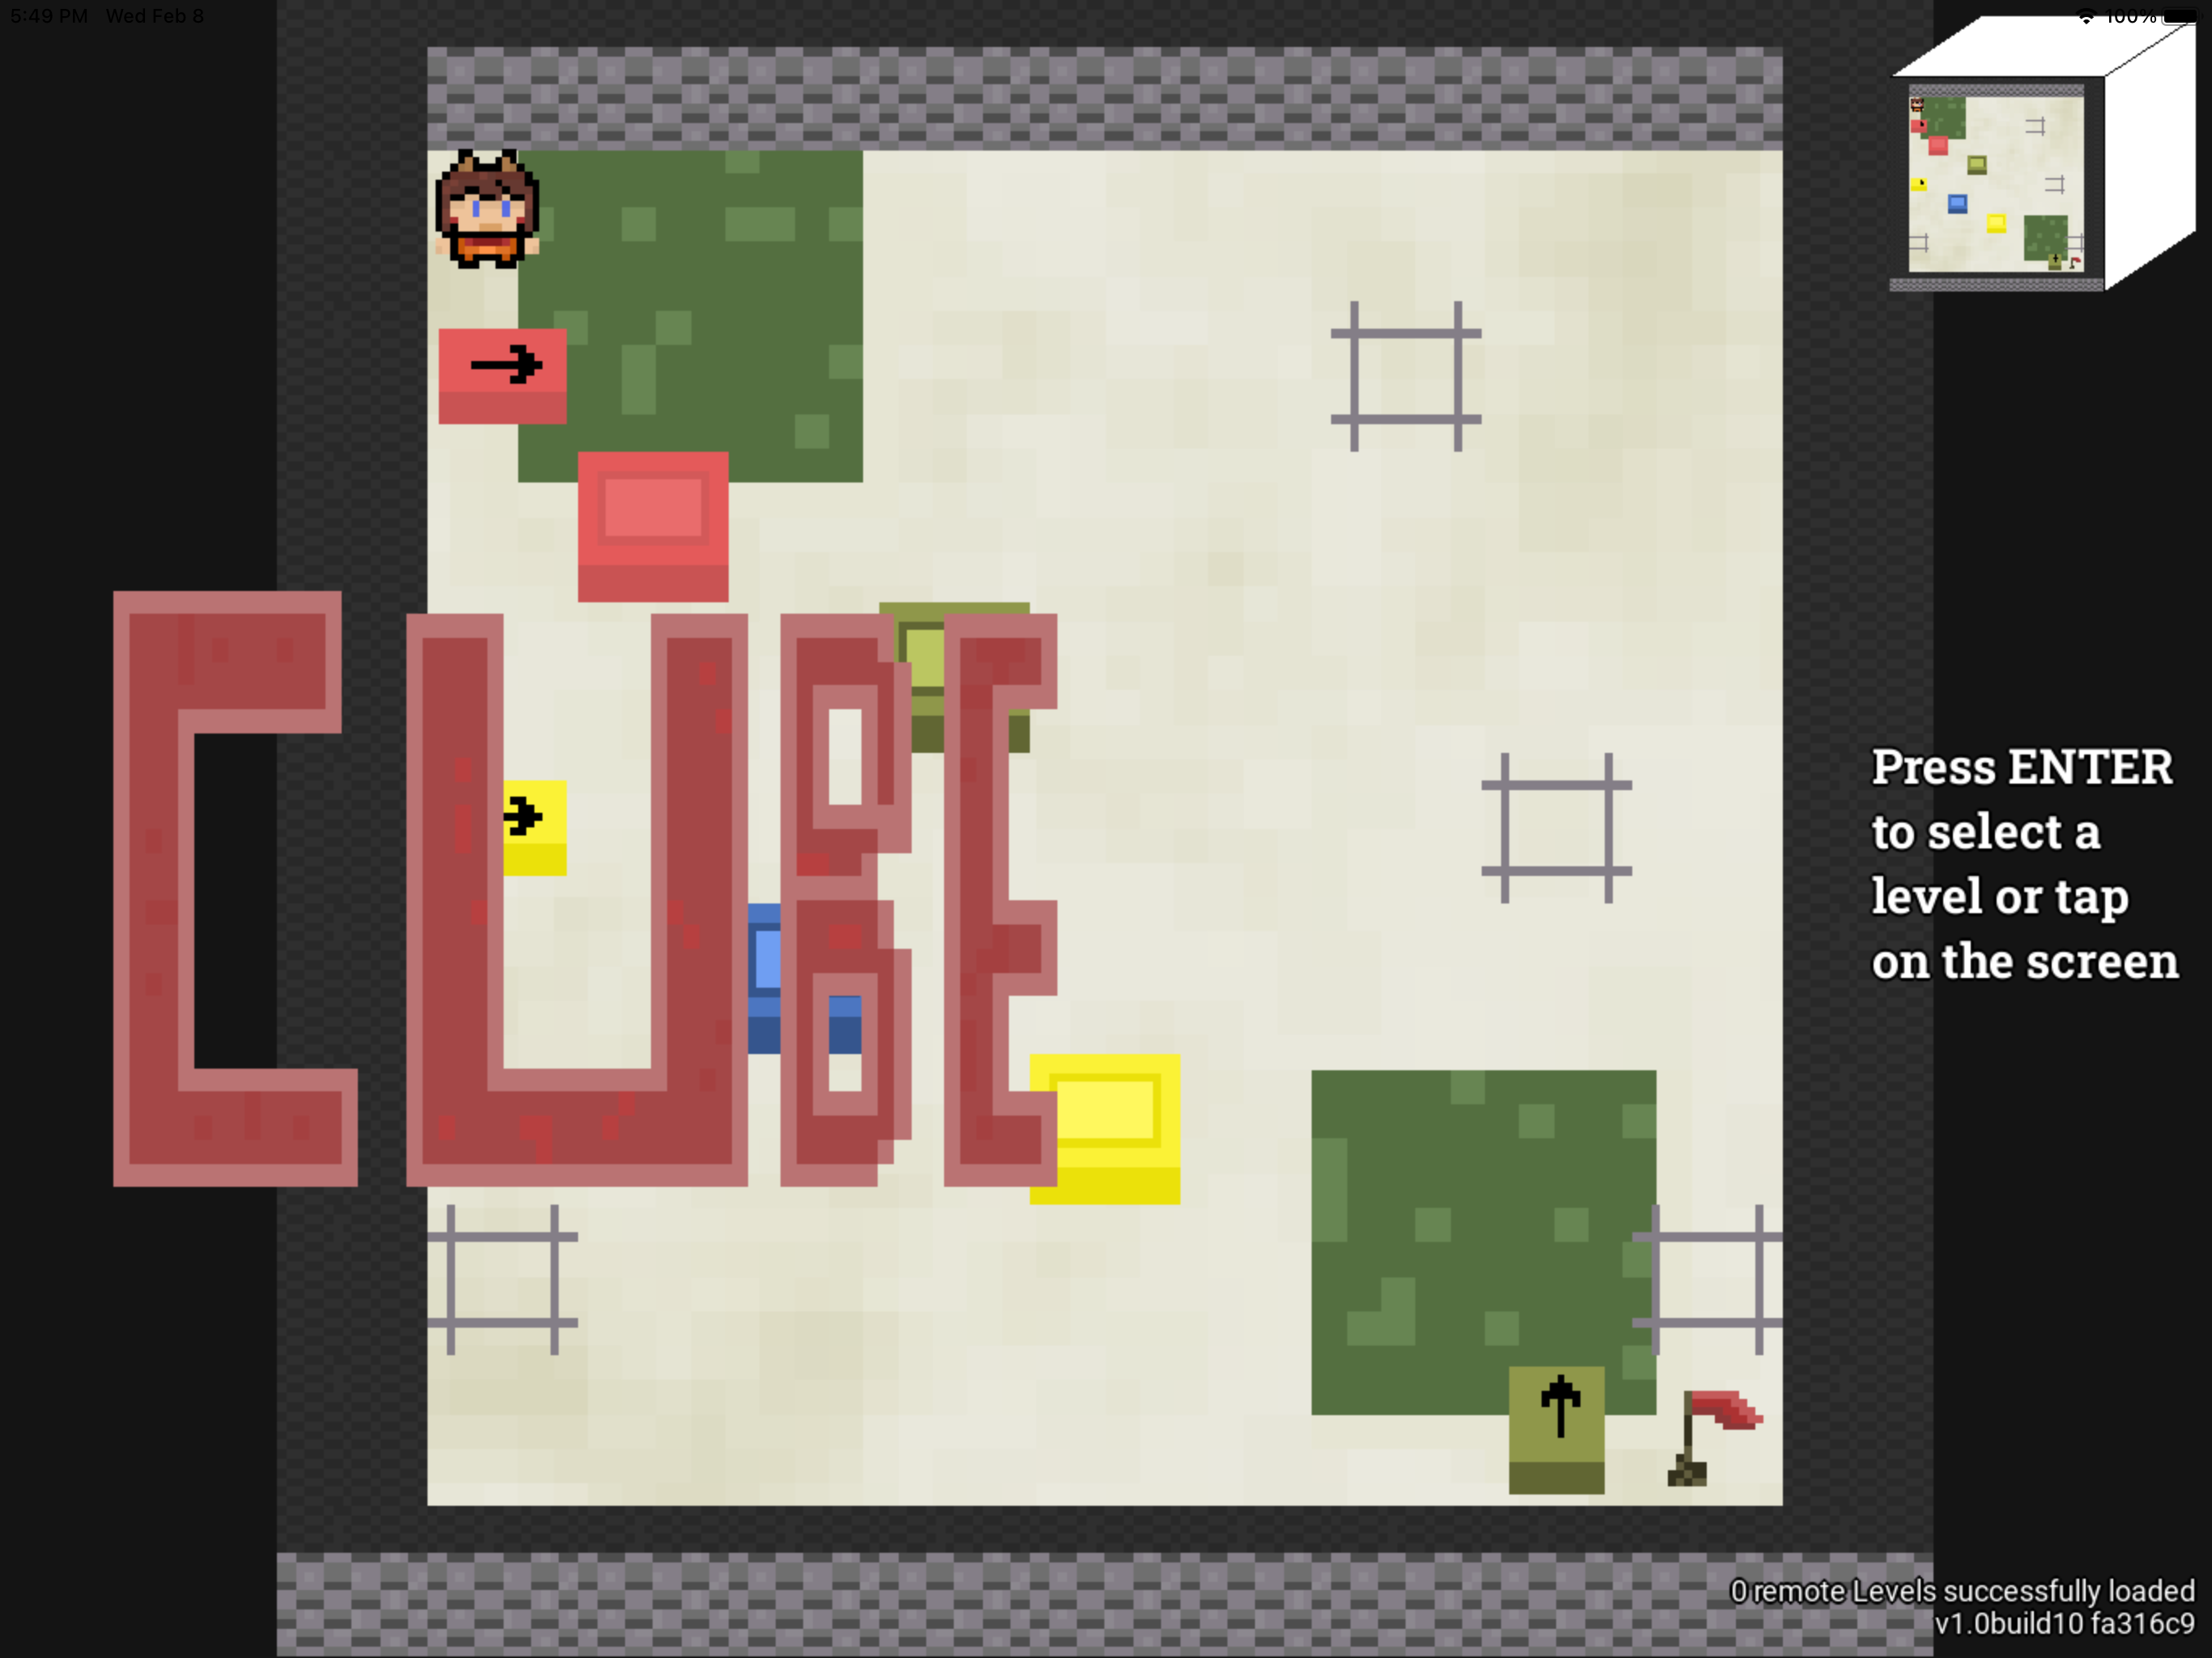 5:49 PM Wed Feb 8
100%
CUBE
Press ENTER
to select a
level or tap
on the screen
0 remote Levels successfully loaded
v1.0build10 fa316c9